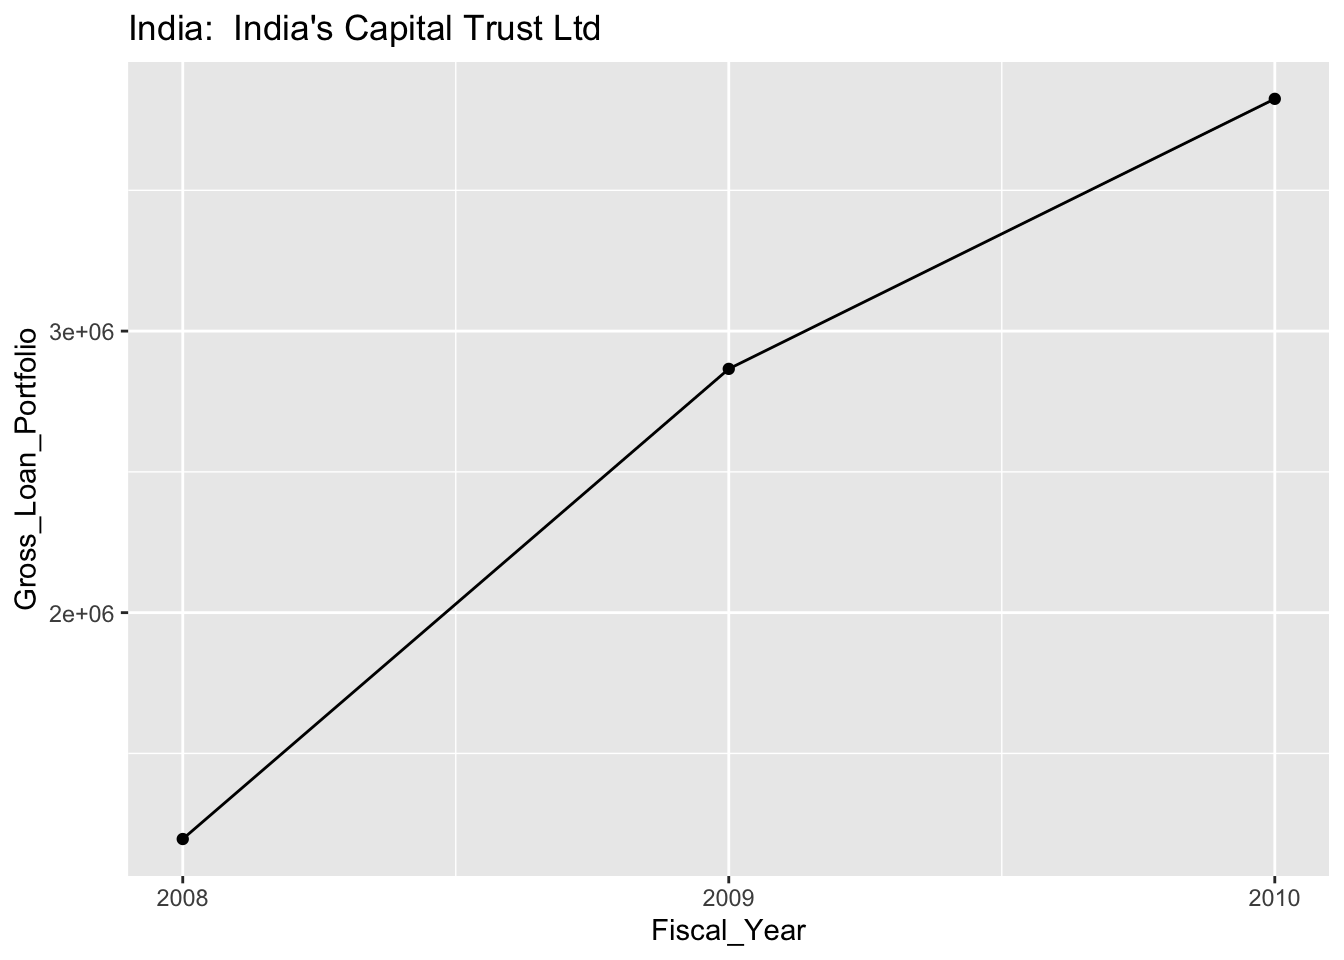 India:  India's Capital Trust Ltd
Gross_Loan_Portfolio
3e+06
2e+06
2008
2009
2010
Fiscal_Year